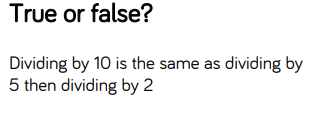 True or false?
Dividing by 10 is the same as dividing by
5 then dividing by 2